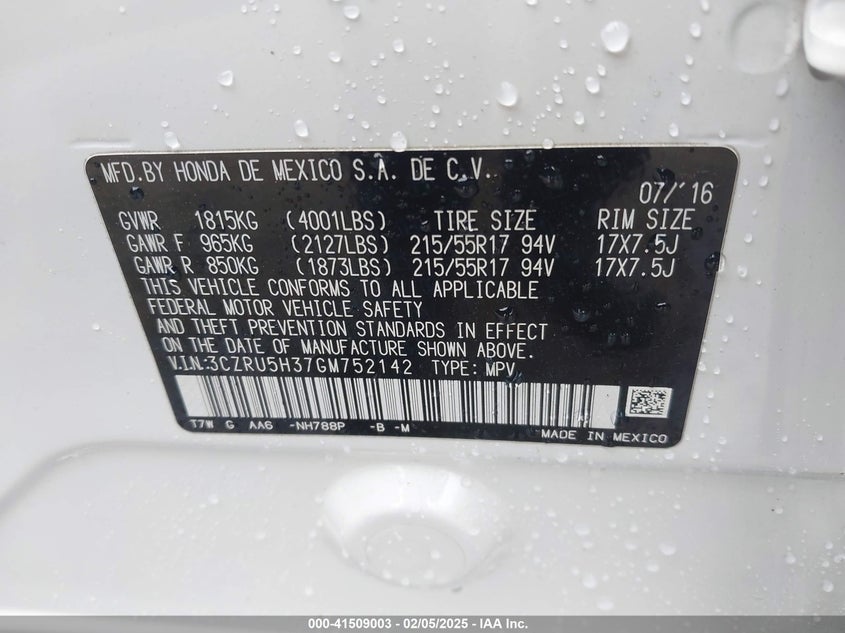 MFD.BY HONDA DE MEXICO S.A. DE C.V.
07/'16
GVWR 1815KG (4001LBS) TIRE SIZE RIM SIZE
GAWR F 965KG (2127LBS) 215/55R17 94V 17X7.5J
GAWR R 850KG (1873LBS) 215/55R17 94V 17X7.5J
THIS VEHICLE CONFORMS TO ALL APPLICABLE
FEDERAL MOTOR VEHICLE SAFETY
AND THEFT PREVENTION STANDARDS IN EFFECT
ON THE DATE OF MANUFACTURE SHOWN ABOVE.
V.I.N:3CZRU5H37GM752142 TYPE: MPV
T7W G AA6 -NH788P -B -M
MADE IN MEXICO
000-41509003 — 02/05/2025 — IAA Inc.